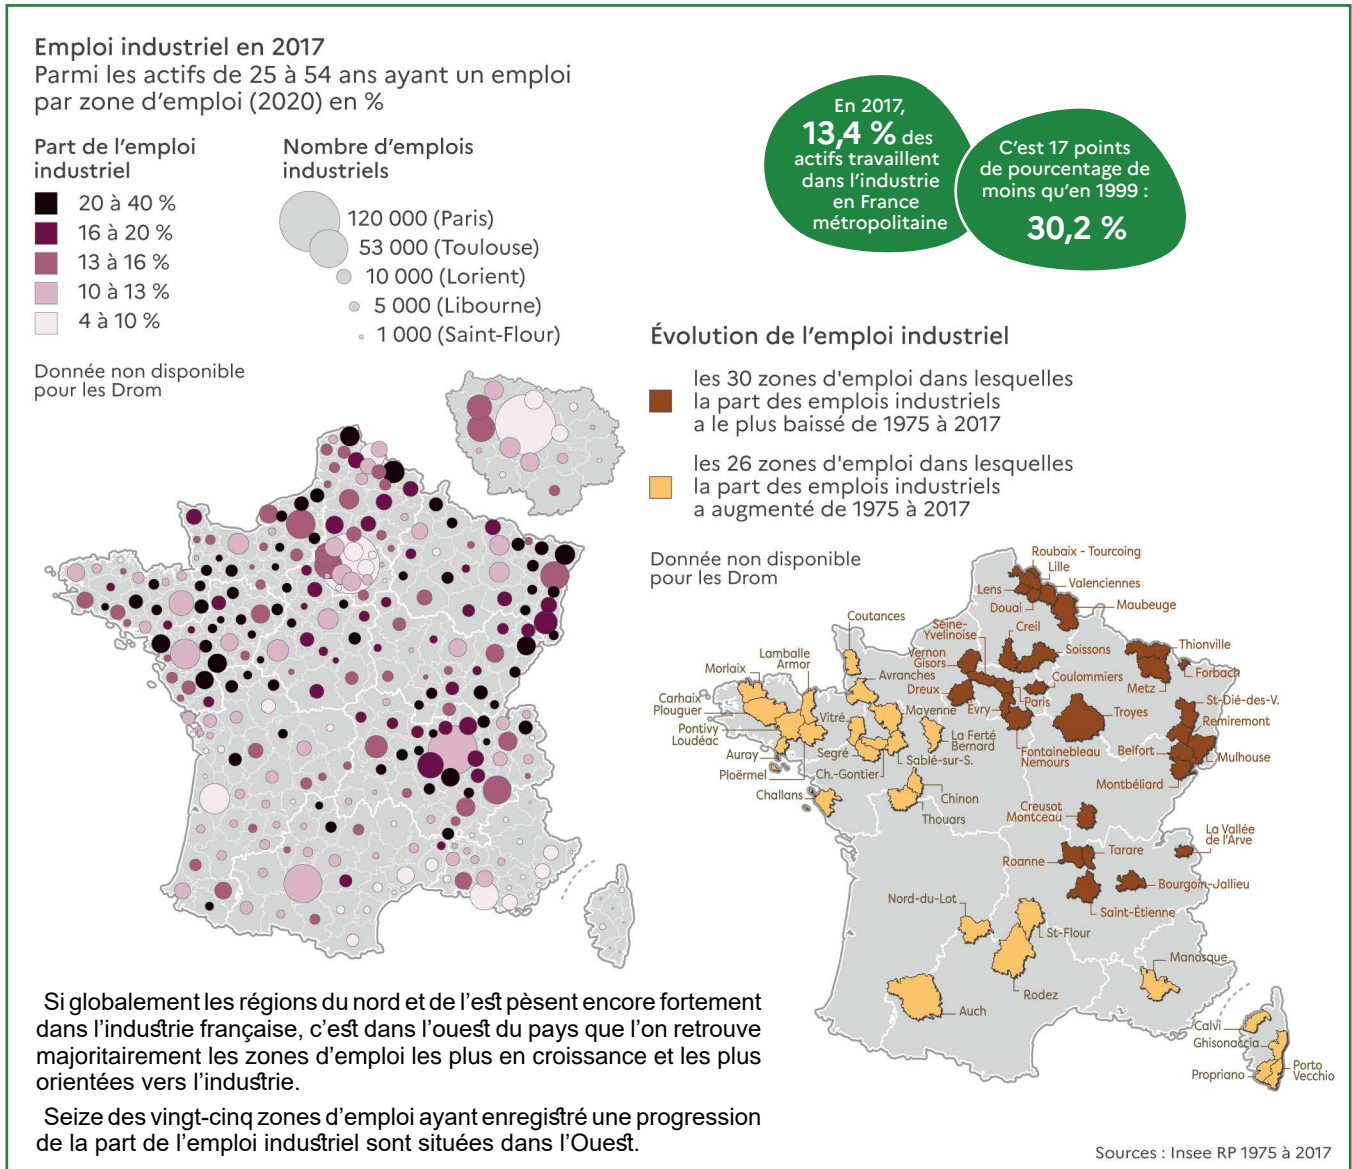 Emploi industriel en 2017
Parmi les actifs de 25 à 54 ans ayant un emploi
par zone d'emploi (2020) en %
Part de l'emploi
industriel
20 à 40 %
16 à 20 %
13 à 16 %
10 à 13 %
4 à 10 %
Nombre d'emplois
industriels
120 000 (Paris)
53 000 (Toulouse)
10 000 (Lorient)
5 000 (Libourne)
1 000 (Saint-Flour)
Donnée non disponible
pour les Drom
En 2017,
13,4 % des
actifs travaillent
dans l'industrie
en France
métropolitaine
C'est 17 points
de pourcentage de
moins qu'en 1999 :
30,2 %
Évolution de l'emploi industriel
les 30 zones d'emploi dans lesquelles
la part des emplois industriels
a le plus baissé de 1975 à 2017
les 26 zones d'emploi dans lesquelles
la part des emplois industriels
a augmenté de 1975 à 2017
Donnée non disponible
pour les Drom
Roubaix - Tourcoing
Lille
Valenciennes
Lens
Douai
Maubeuge
Coutances
Seine-
Yvelinoise
Creil
Soissons
Thionville
Vernon
Gisors
Lamballe
Armor
Morlaix
Avranches
Coulommiers
Forbach
Metz
Dreux
Carhaix
Plouguer
Paris
St-Dié-des-V.
Vitré
Mayenne
Evry
Troyes
Remiremont
Pontivy
Loudéac
La Ferté
Bernard
Auray
Segré
Sablé-sur-S.
Fontainebleau
Nemours
Belfort
Mulhouse
Ploërmel
Ch.-Gontier
Montbéliard
Challans
Chinon
Thouars
Creusot
Montceau
La Vallée
de l'Arve
Roanne
Tarare
Bourgoin-Jallieu
Nord-du-Lot
Saint-Étienne
St-Flour
Manosque
Rodez
Auch
Calvi
Ghisonaccia
Propriano
Porto
Vecchio
Si globalement les régions du nord et de l'est pèsent encore fortement
dans l'industrie française, c'est dans l'ouest du pays que l'on retrouve
majoritairement les zones d'emploi les plus en croissance et les plus
orientées vers l'industrie.
Seize des vingt-cinq zones d'emploi ayant enregistré une progression
de la part de l'emploi industriel sont situées dans l'Ouest.
Sources : Insee RP 1975 à 2017